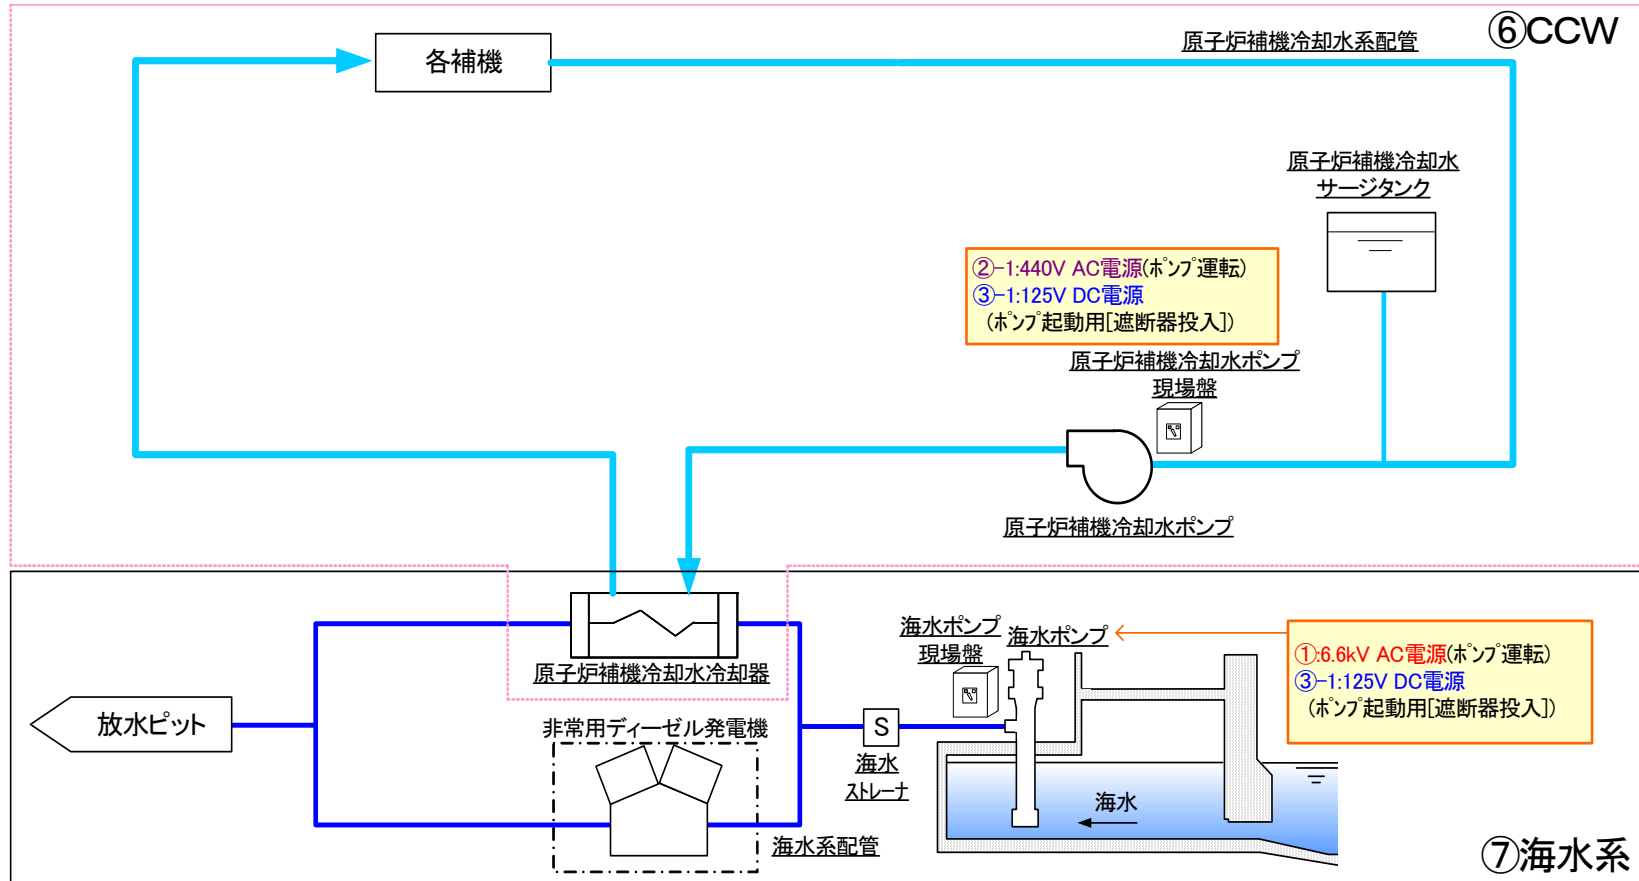 ⑥CCW
原子炉補機冷却水系配管
各補機
原子炉補機冷却水
サージタンク
②-1:440V AC電源(ポンプ運転)
③-1:125V DC電源
(ポンプ起動用[遮断器投入])
原子炉補機冷却水ポンプ
現場盤
原子炉補機冷却水ポンプ
海水ポンプ
現場盤
海水ポンプ
①:6.6kV AC電源(ポンプ運転)
③-1:125V DC電源
(ポンプ起動用[遮断器投入])
原子炉補機冷却水冷却器
放水ピット
非常用ディーゼル発電機
S
海水
ストレーナ
海水
海水系配管
⑦海水系